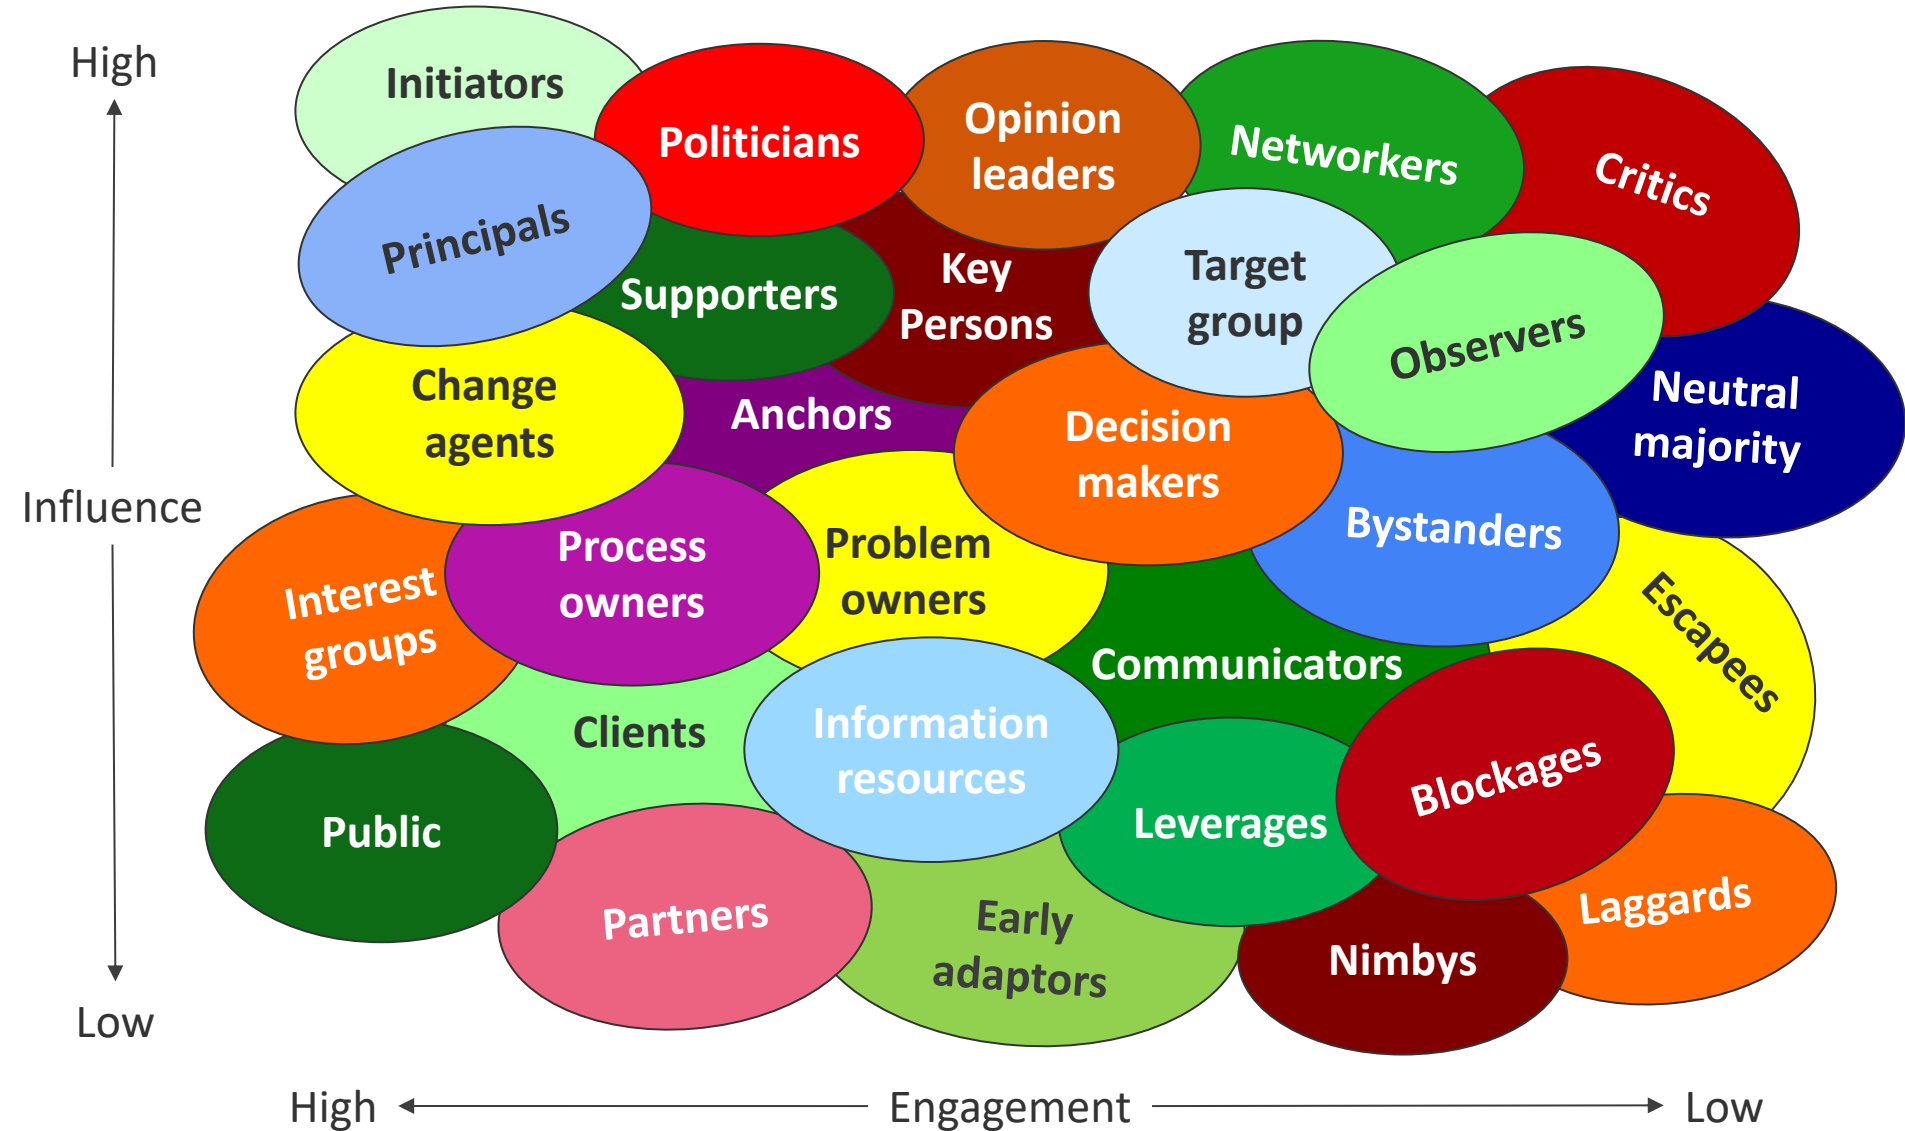 High
Initiators
Politicians
Opinion
leaders
Networkers
Critics
Principals
Supporters
Key
Persons
Target
group
Observers
Change
agents
Anchors
Decision
makers
Neutral
majority
Influence
Process
owners
Problem
owners
Bystanders
Interest
groups
Escapees
Clients
Information
resources
Communicators
Blockages
Public
Leverages
Partners
Early
adaptors
Nimbys
Laggards
Low
High
Engagement
Low